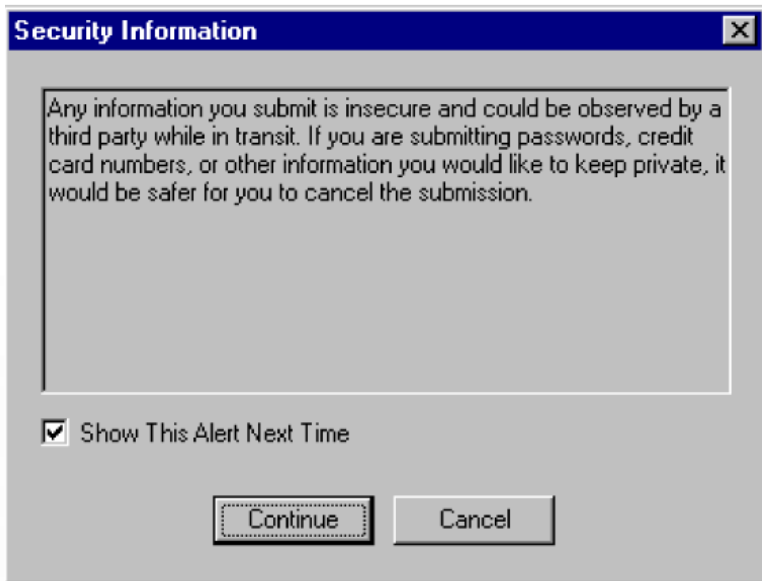 Security Information
Any information you submit is insecure and could be observed by a
third party while in transit. If you are submitting passwords, credit
card numbers, or other information you would like to keep private, it
would be safer for you to cancel the submission.
Show This Alert Next Time
Continue Cancel